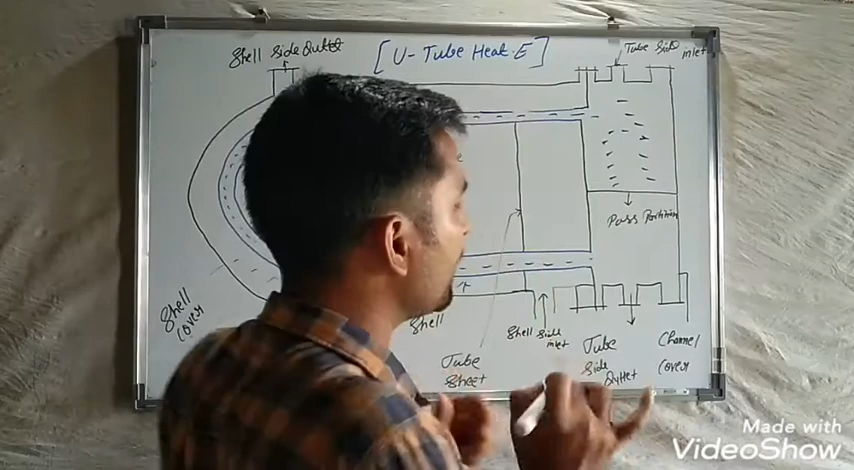 Shell Side Outlet
[U-Tube Heat-E]
Tube Side inlet
Pass Partition
Shell cover
Shell
Shell Side inlet
Tube Sheet
Tube Side Outlet
Channel cover
Made With
VideoShow